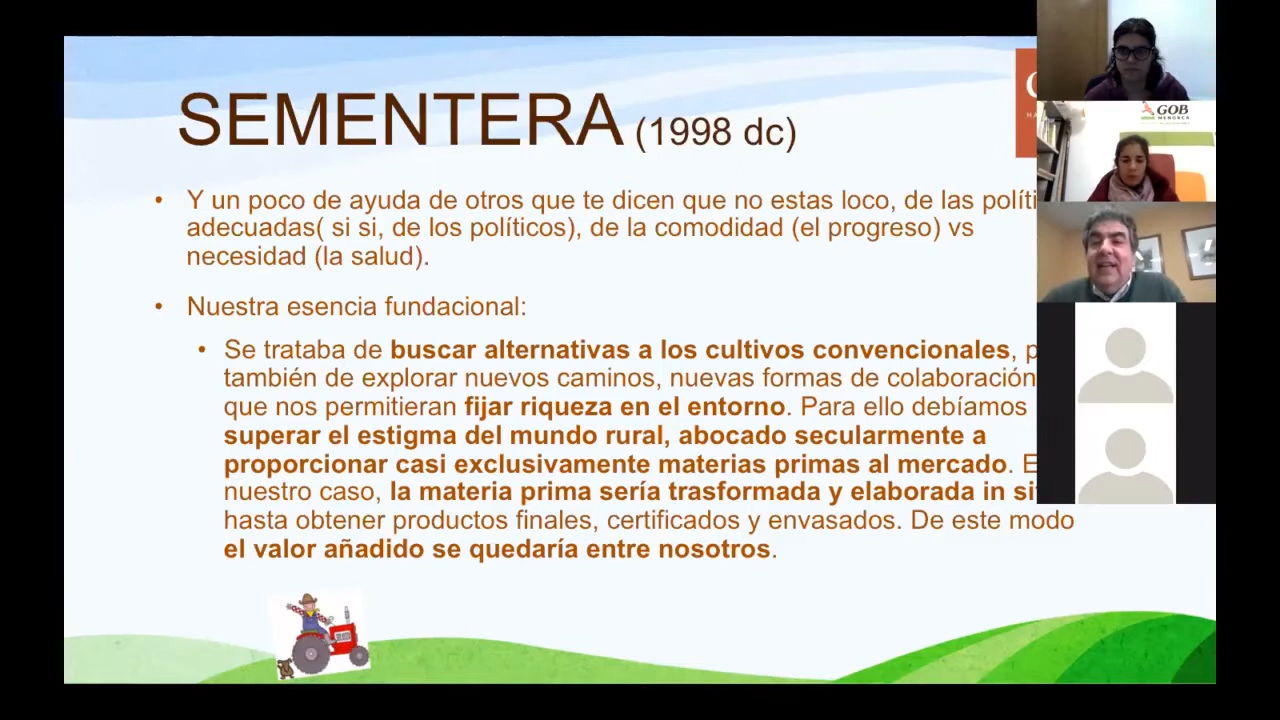 SEMENTERA (1998 dc)
GOB
MENORCA
• Y un poco de ayuda de otros que te dicen que no estas loco, de las
adecuadas( si si, de los políticos), de la comodidad (el progreso) vs
necesidad (la salud).
• Nuestra esencia fundacional:
• Se trataba de buscar alternativas a los cultivos convencionales,
también de explorar nuevos caminos, nuevas formas de colaboración
que nos permitieran fijar riqueza en el entorno. Para ello debíamos
superar el estigma del mundo rural, abocado secularmente a
proporcionar casi exclusivamente materias primas al mercado.
nuestro caso, la materia prima sería trasformada y elaborada in
hasta obtener productos finales, certificados y envasados. De este modo
el valor añadido se quedaría entre nosotros.